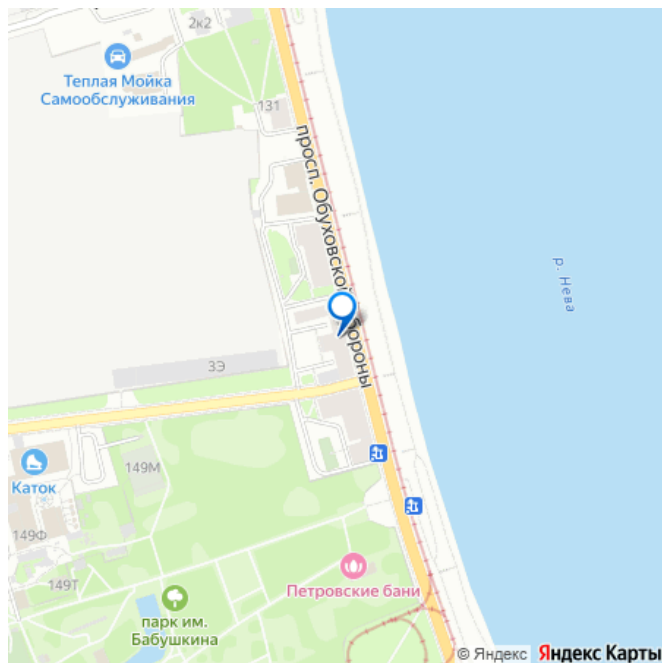 2к2
Теплая Мойка
Самообслуживания
131
просп. Обуховской Обороны
р. Нева
3Э
149М
Каток
149Ф
149Т
Петровские бани
парк им.
Бабушкина
© Яндекс Яндекс Карты